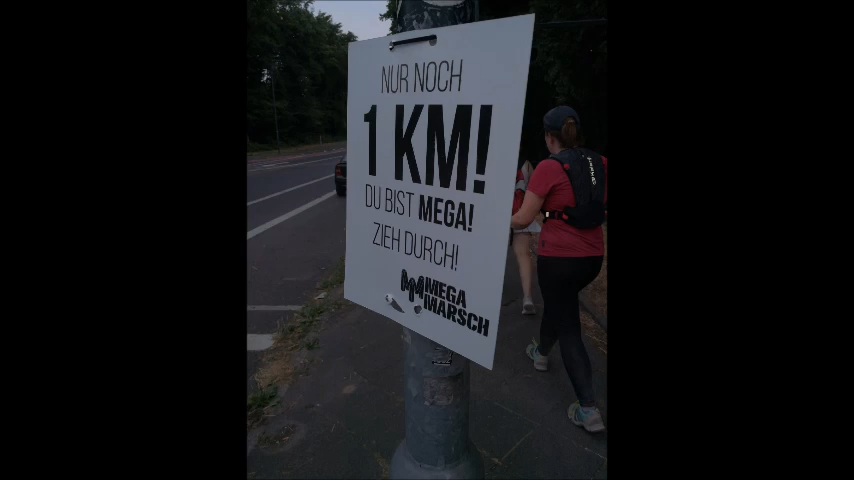 NUR NOCH
1 KM!
DU BIST MEGA!
ZIEH DURCH!
MEGA
MARSCH